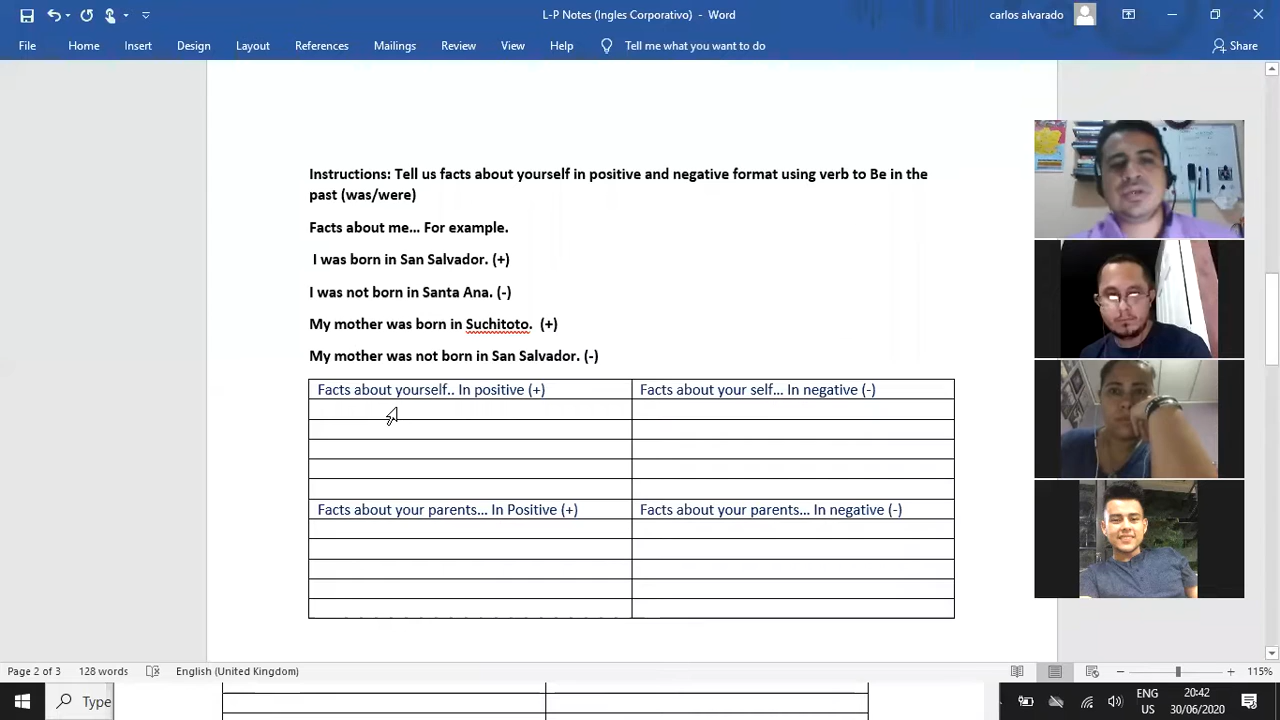 L-P Notes (Ingles Corporativo) - Word
carlos alvarado
File Home Insert Design Layout References Mailings Review View Help Tell me what you want to do Share
Instructions: Tell us facts about yourself in positive and negative format using verb to Be in the
past (was/were)
Facts about me... For example.
I was born in San Salvador. (+)
I was not born in Santa Ana. (-)
My mother was born in Suchitoto. (+)
My mother was not born in San Salvador. (-)
Facts about yourself.. In positive (+)
Facts about your self... In negative (-)
Facts about your parents... In Positive (+)
Facts about your parents... In negative (-)
Page 2 of 3 128 words English (United Kingdom) 115%
Type
ENG
US
20:42
30/06/2020